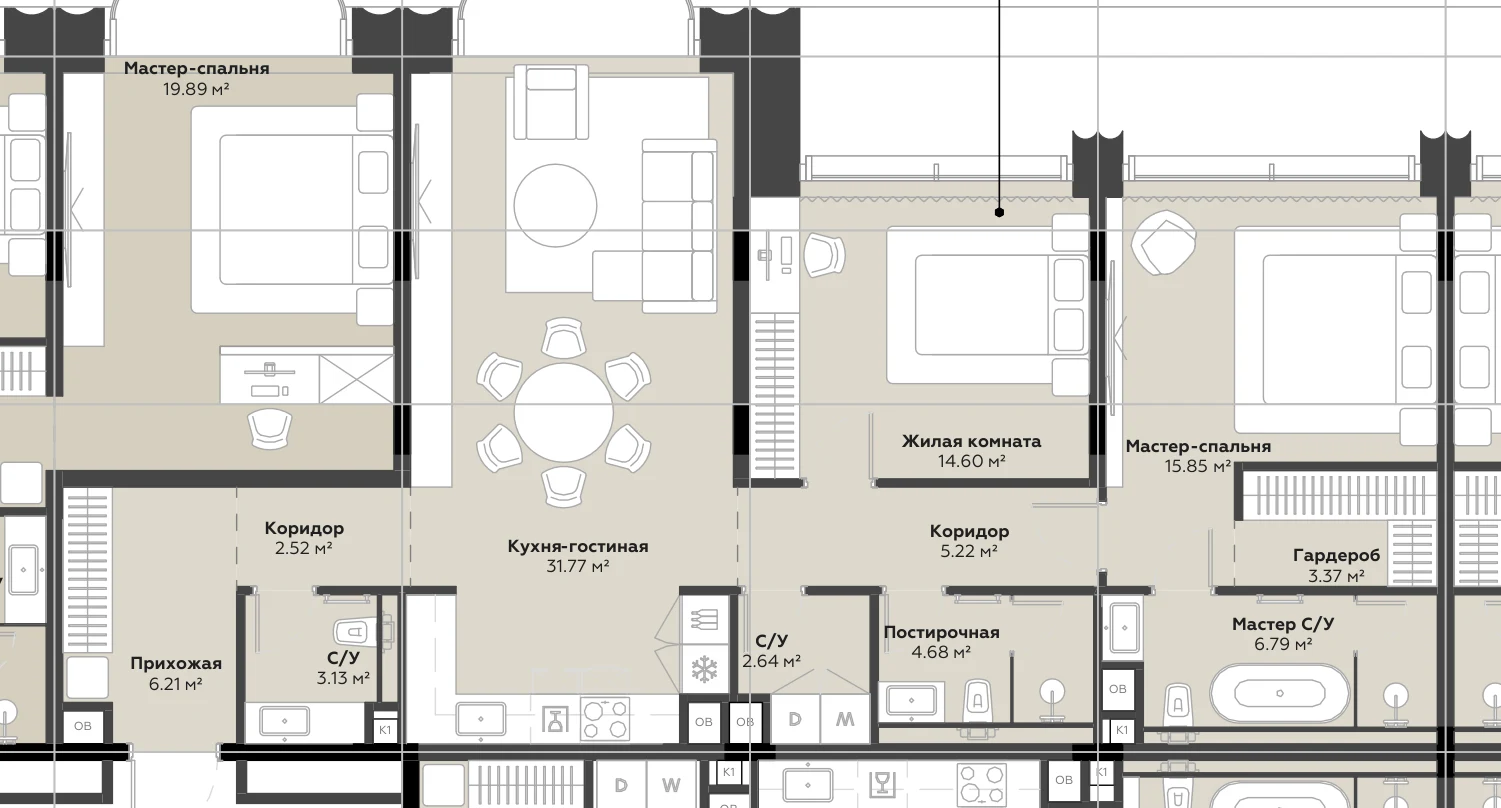 Мастер-спальня
19.89 м²
Жилая комната
14.60 м²
Мастер-спальня
15.85 м²
Коридор
2.52 м²
Кухня-гостиная
31.77 м²
Коридор
5.22 м²
Гардероб
3.37 м²
Прихожая
6.21 м²
С/У
3.13 м²
С/У
2.64 м²
Постирочная
4.68 м²
Мастер С/У
6.79 м²
ОВ
К1
ОВ
ОВ
D
M
ОВ
К1
D
W
К1
ОВ
ОВ
К1